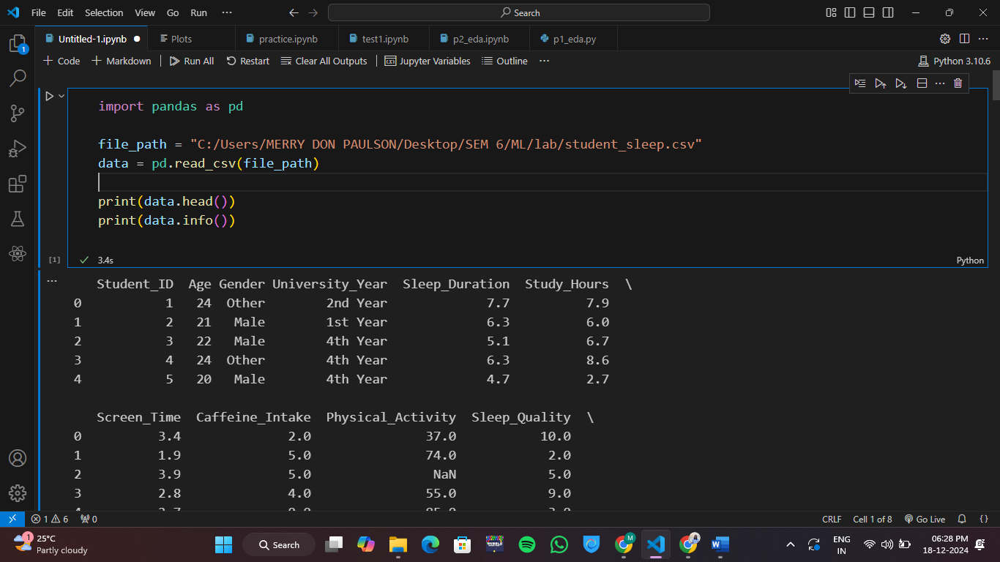 File Edit Selection View Go Run ··· Search
Untitled-1.ipynb Plots practice.ipynb test1.ipynb p2_eda.ipynb p1_eda.py
+ Code + Markdown Run All Restart Clear All Outputs Jupyter Variables Outline ··· Python 3.10.6
1
import pandas as pd
file_path = "C:/Users/MERRY DON PAULSON/Desktop/SEM 6/ML/lab/student_sleep.csv"
data = pd.read_csv(file_path)
print(data.head())
print(data.info())
[1] 3.4s Python
Student_ID Age Gender University_Year Sleep_Duration Study_Hours \
0 1 24 Other 2nd Year 7.7 7.9
1 2 21 Male 1st Year 6.3 6.0
2 3 22 Male 4th Year 5.1 6.7
3 4 24 Other 4th Year 6.3 8.6
4 5 20 Male 4th Year 4.7 2.7
Screen_Time Caffeine_Intake Physical_Activity Sleep_Quality \
0 3.4 2.0 37.0 10.0
1 1.9 5.0 74.0 2.0
2 3.9 5.0 NaN 5.0
3 2.8 4.0 55.0 9.0
1 6 0 CRLF Cell 1 of 8 Go Live {}
1 25°C
Partly cloudy
Search
M
ENG
IN
06:28 PM
18-12-2024